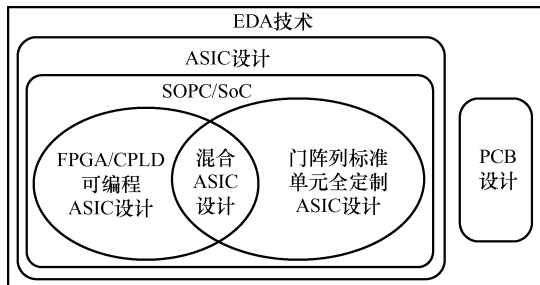 EDA技术
ASIC设计
SOPC/SoC
FPGA/CPLD
可编程
ASIC设计
混合
ASIC
设计
门阵列标准
单元全定制
ASIC设计
PCB
设计